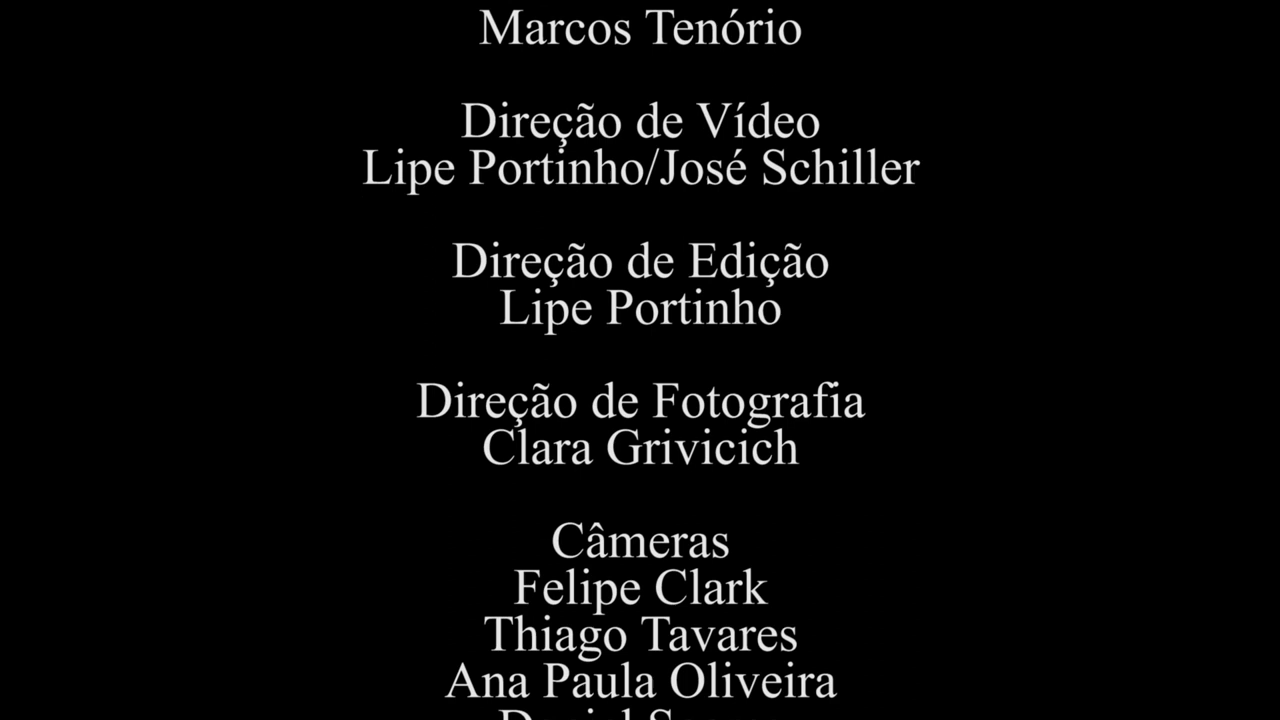 Marcos Tenório
Direção de Vídeo
Lipe Portinho/José Schiller
Direção de Edição
Lipe Portinho
Direção de Fotografia
Clara Grivicich
Câmeras
Felipe Clark
Thiago Tavares
Ana Paula Oliveira